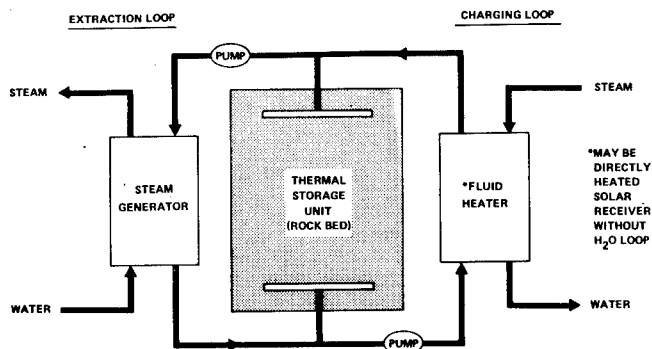 EXTRACTION LOOP
CHARGING LOOP
PUMP
STEAM
STEAM
STEAM
GENERATOR
THERMAL
STORAGE
UNIT
(ROCK BED)
*FLUID
HEATER
*MAY BE
DIRECTLY
HEATED
SOLAR
RECEIVER
WITHOUT
H₂O LOOP
WATER
WATER
PUMP